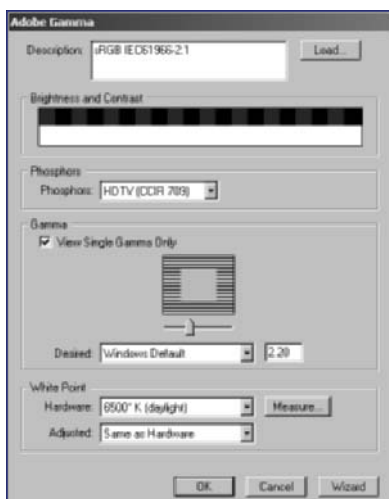 Adobe Gamma
Description: sRGB IEC61966-2.1 Load...
Brightness and Contrast
Phosphors
Phosphors: HDTV (CCIR 709)
Gamma
View Single Gamma Only
Desired: Windows Default 2.20
White Point
Hardware: 6500° K (daylight) Measure...
Adjusted: Same as Hardware
OK Cancel Wizard